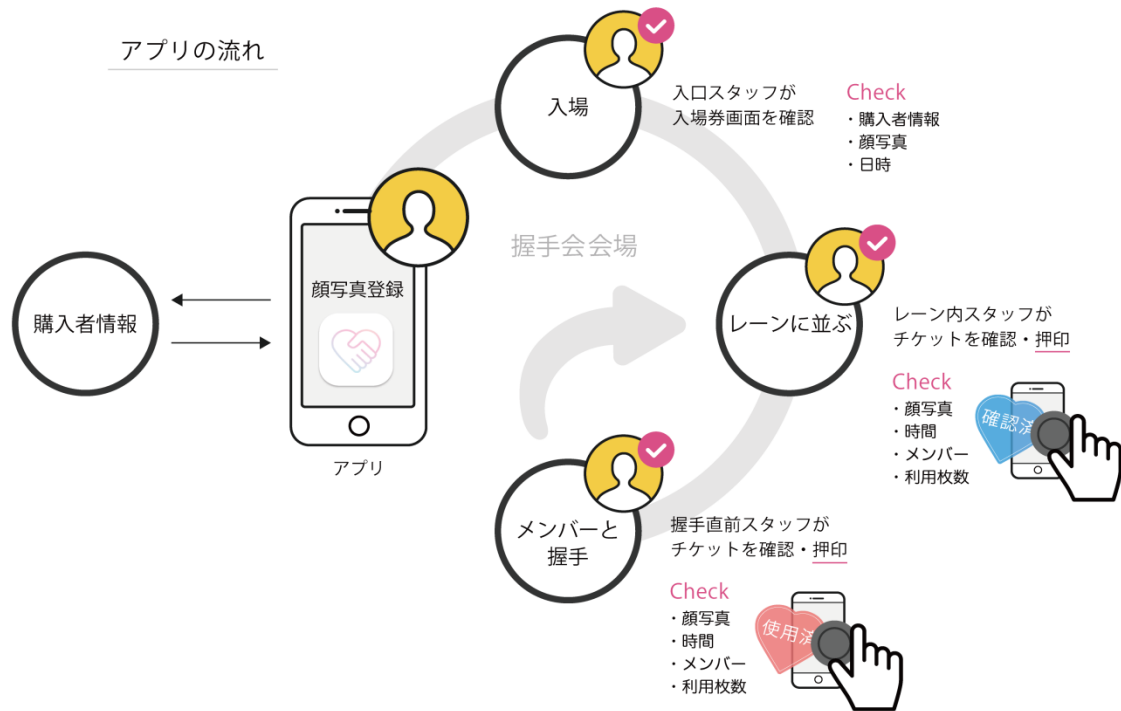 アプリの流れ
入場
入口スタッフが
入場券画面を確認
Check
・購入者情報
・顔写真
・日時
握手会会場
購入者情報
顔写真登録
アプリ
レーンに並ぶ
レーン内スタッフが
チケットを確認・押印
Check
・顔写真
・時間
・メンバー
・利用枚数
確認済
メンバーと
握手
握手直前スタッフが
チケットを確認・押印
Check
・顔写真
・時間
・メンバー
・利用枚数
使用済